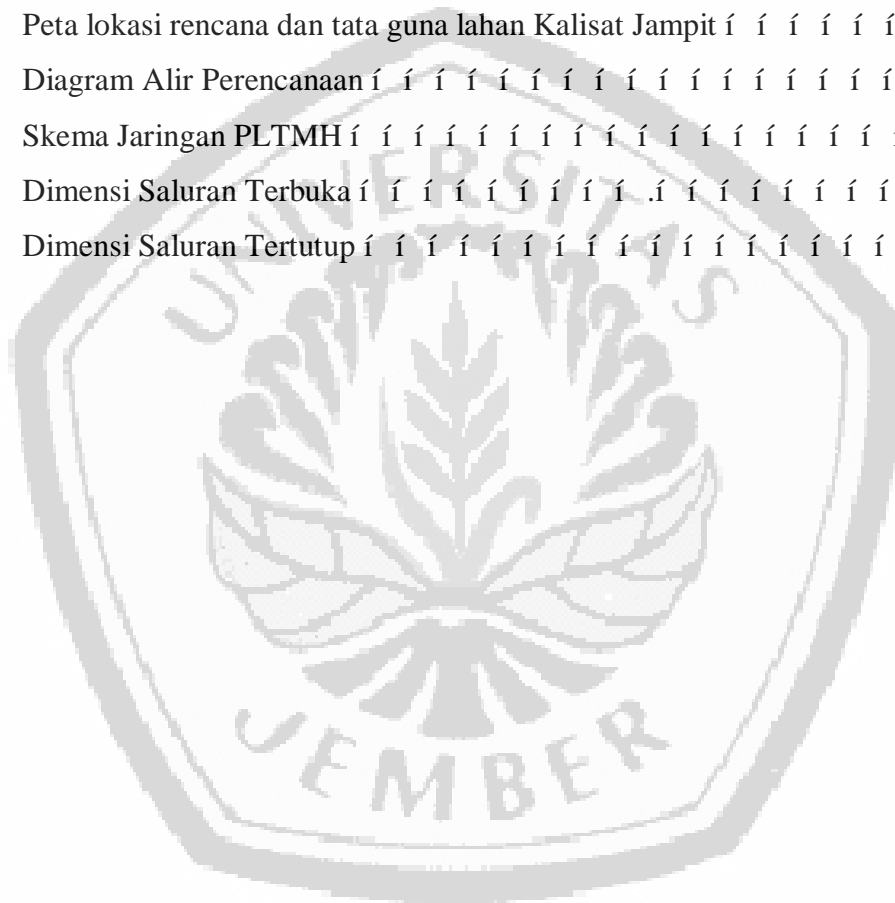 Peta lokasi rencana dan tata guna lahan Kalisat Jampit í í í í í í
Diagram Alir Perencanaan í í í í í í í í í í í í í í í í í
Skema Jaringan PLTMH í í í í í í í í í í í í í í í í í í
Dimensi Saluran Terbuka í í í í í í í í í .í í í í í í í í
Dimensi Saluran Tertutup í í í í í í í í í í í í í í í í í
UNIVERSITAS
JEMBER